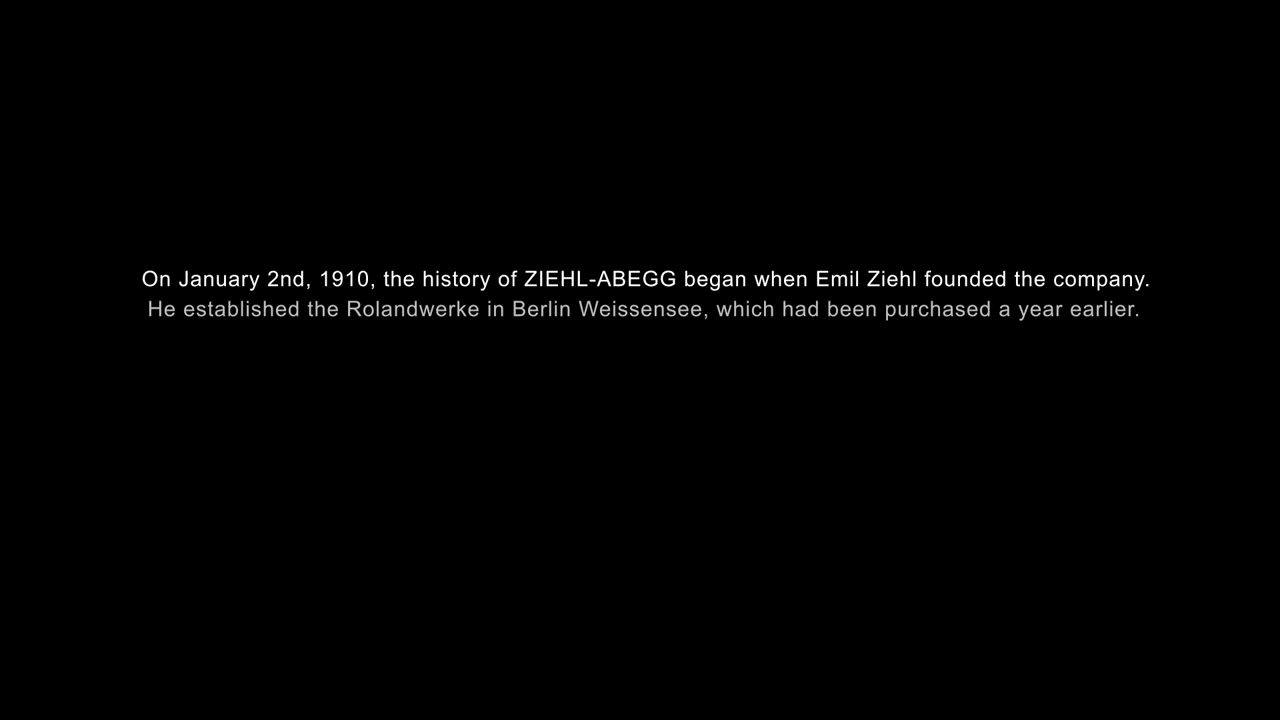 On January 2nd, 1910, the history of ZIEHL-ABEGG began when Emil Ziehl founded the company.
He established the Rolandwerke in Berlin Weissensee, which had been purchased a year earlier.